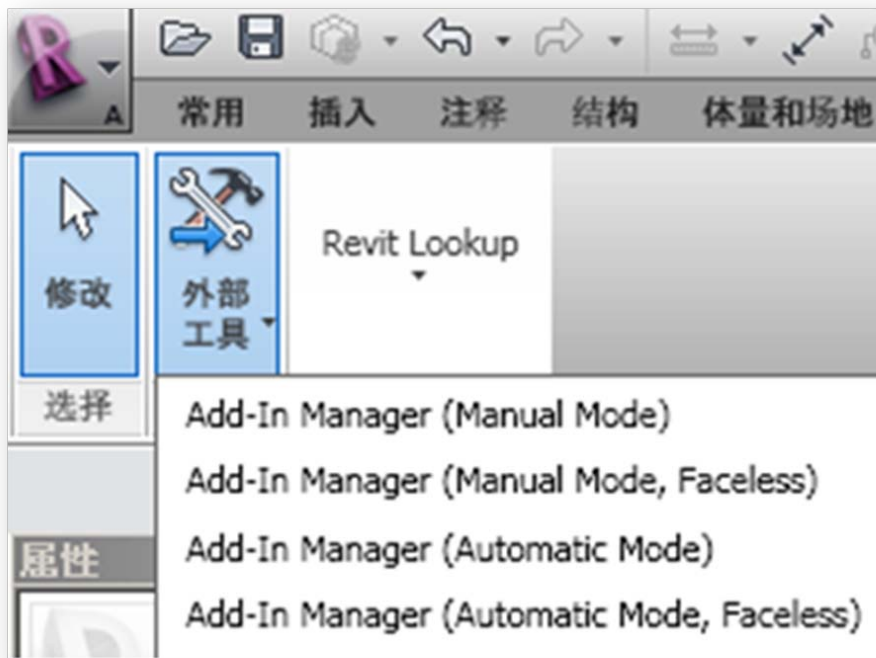 R
A
常用 插入 注释 结构 体量和场地
修改
外部
工具
Revit Lookup
选择
Add-In Manager (Manual Mode)
Add-In Manager (Manual Mode, Faceless)
Add-In Manager (Automatic Mode)
Add-In Manager (Automatic Mode, Faceless)
属性